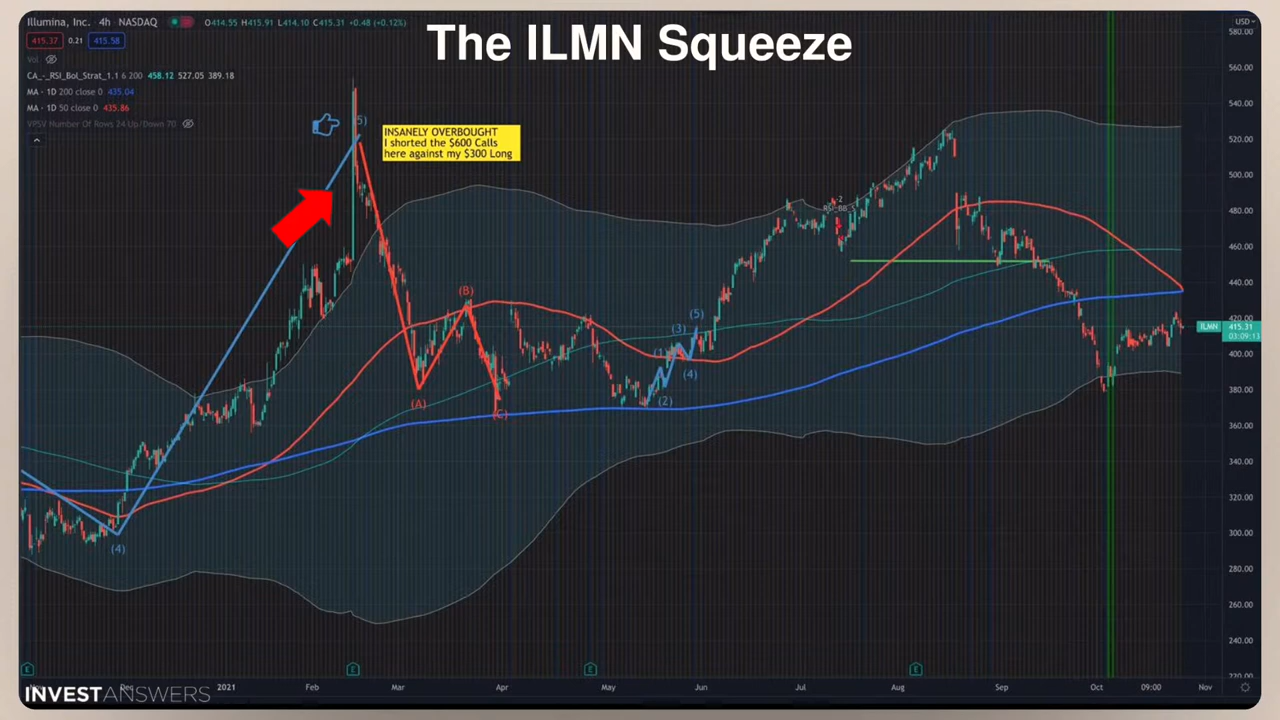 The ILMN Squeeze
Illumina, Inc. 4h NASDAQ O414.55 H415.91 L414.10 C415.31 +0.48 (+0.12%)
415.37 0.21 415.58
Vol
CA_-_RSI_Bol_Strat_1.1 6 200 458.12 527.05 389.18
MA - 1D 200 close 0 435.04
MA - 1D 50 close 0 435.86
VPSV Number Of Rows 24 Up/Down 70
INSANELY OVERBOUGHT
I shorted the $600 Calls
here against my $300 Long
(4)
5)
(A)
(B)
(C)
(1)
(2)
(3)
(4)
(5)
USD
580.00
560.00
540.00
520.00
500.00
480.00
460.00
440.00
420.00
ILMN 415.31
03:09:13
400.00
380.00
360.00
340.00
320.00
300.00
280.00
260.00
240.00
220.00
E E E E
Dec 2021 Feb Mar Apr May Jun Jul Aug Sep Oct 09:00 Nov
INVESTANSWERS